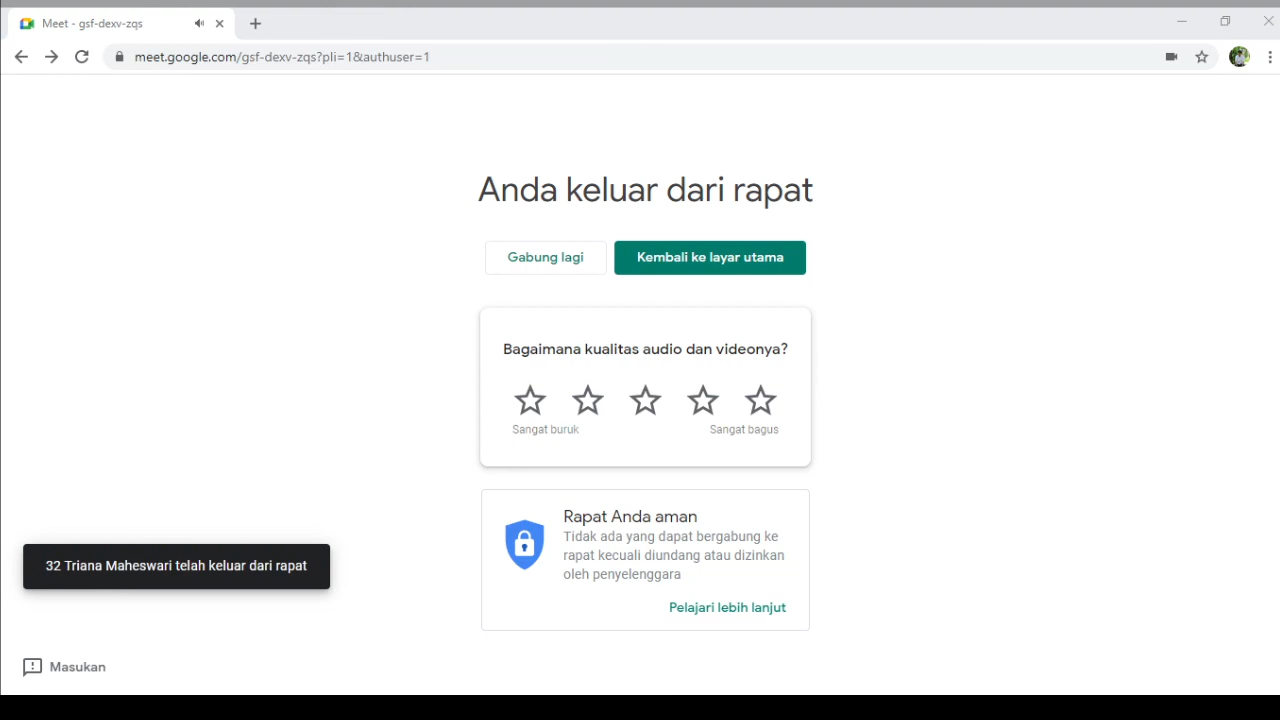 Meet - gsf-dexv-zqs
meet.google.com/gsf-dexv-zqs?pli=1&authuser=1
Anda keluar dari rapat
Gabung lagi
Kembali ke layar utama
Bagaimana kualitas audio dan videonya?
Sangat buruk
Sangat bagus
Rapat Anda aman
Tidak ada yang dapat bergabung ke
rapat kecuali diundang atau dizinkan
oleh penyelenggara
Pelajari lebih lanjut
32 Triana Maheswari telah keluar dari rapat
Masukan